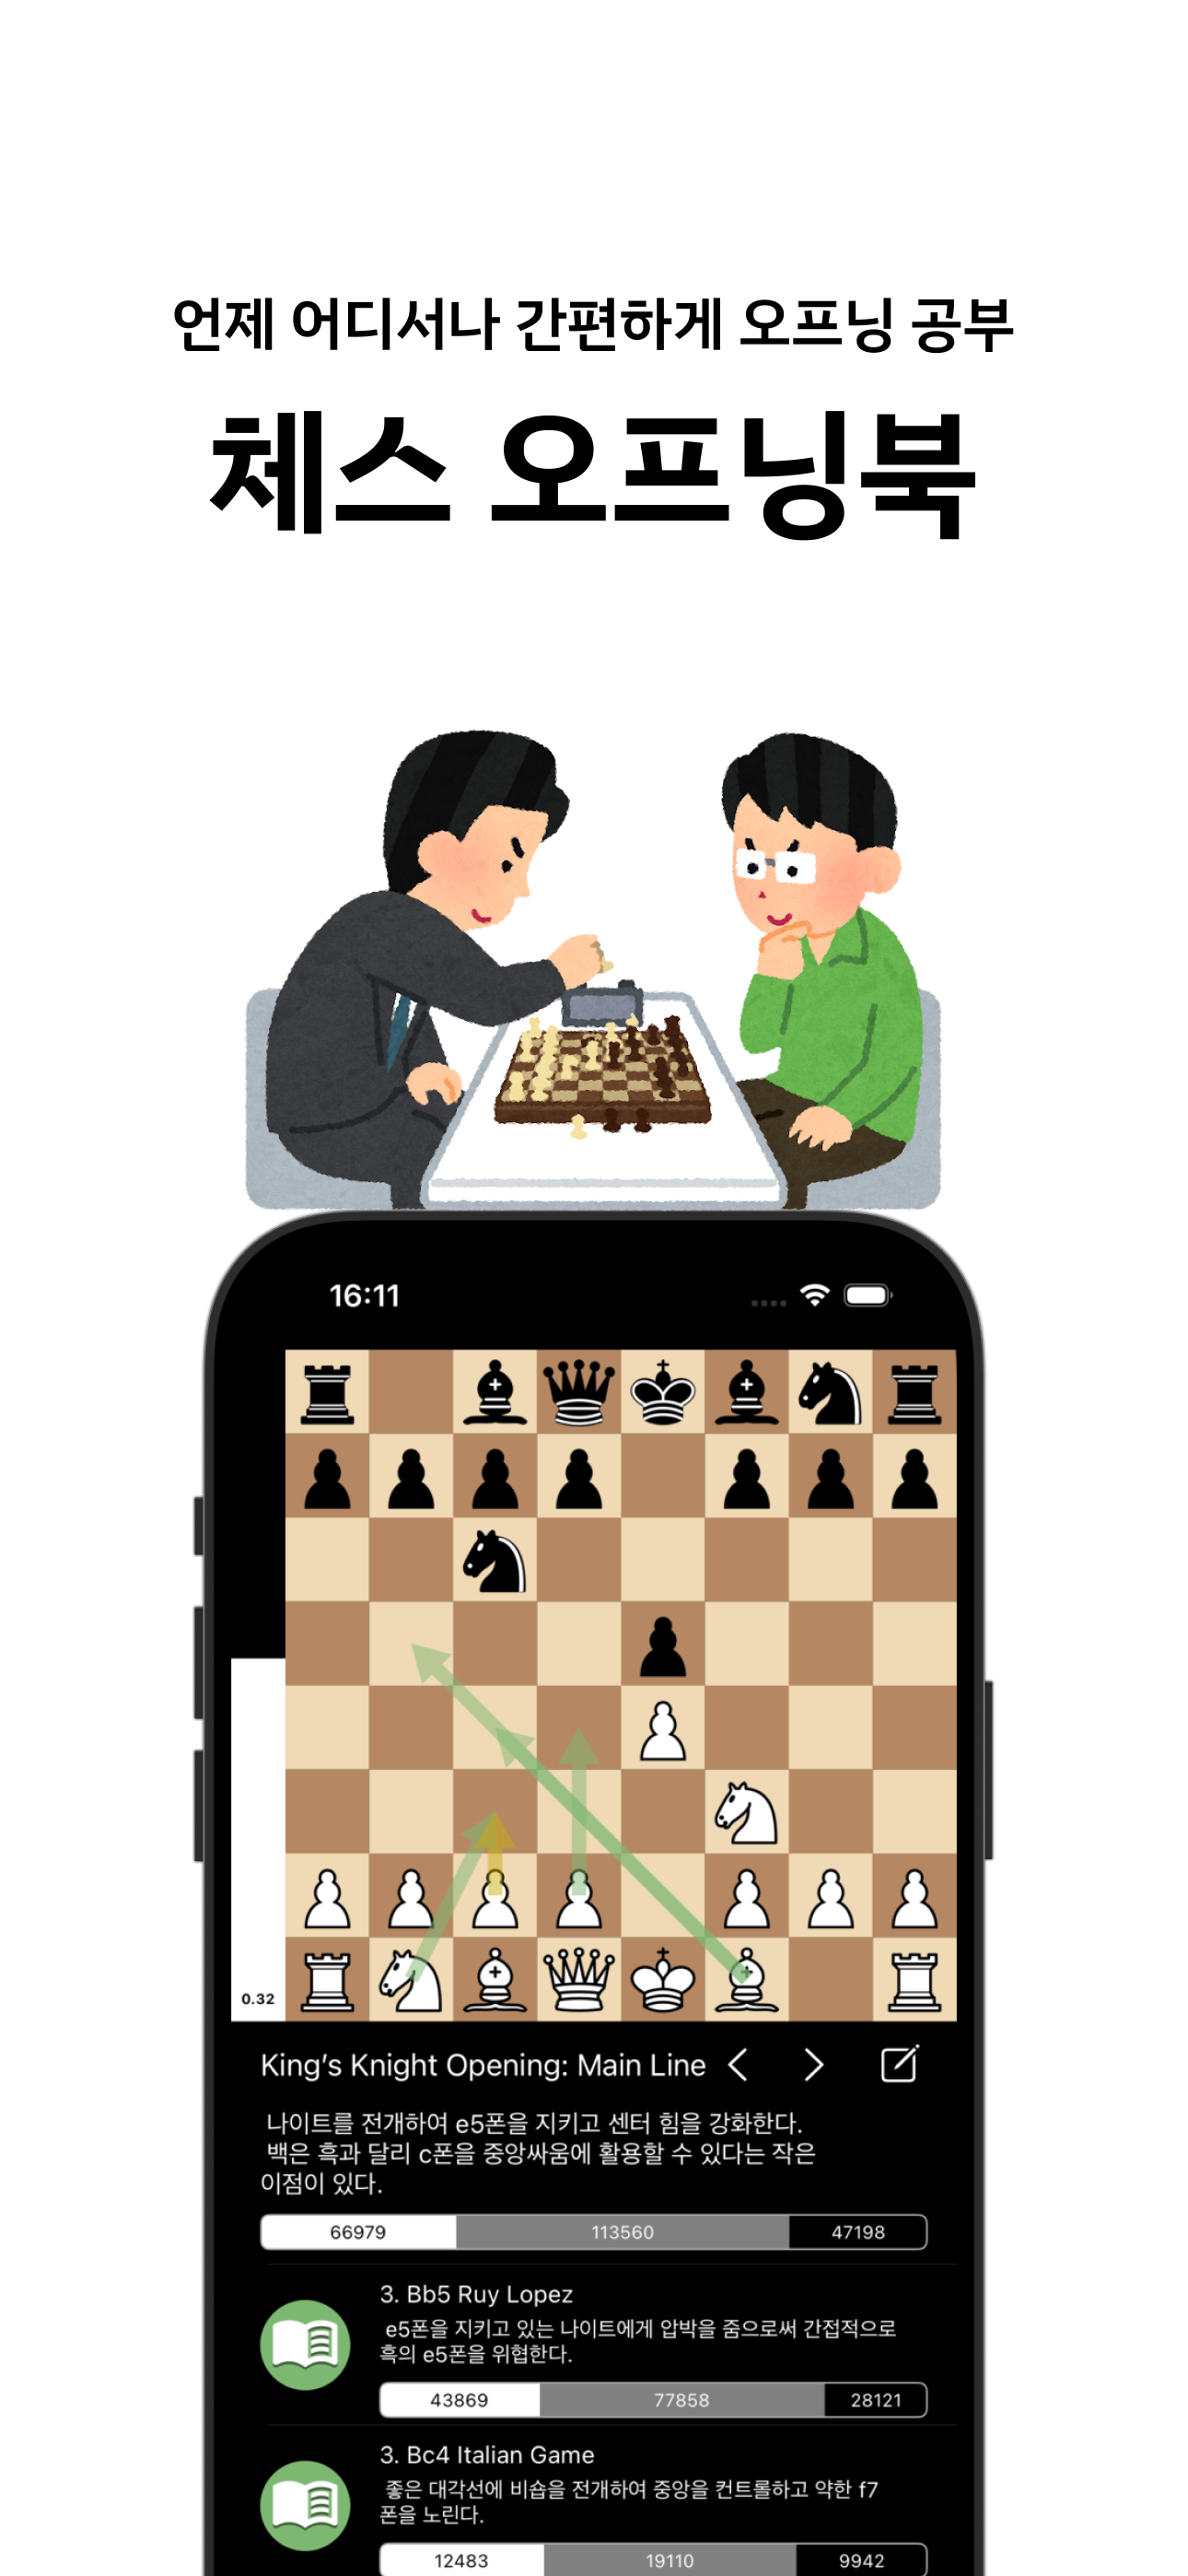 언제 어디서나 간편하게 오프닝 공부
체스 오프닝북
16:11
0.32
King's Knight Opening: Main Line
나이트를 전개하여 e5폰을 지키고 센터 힘을 강화한다.
백은 흑과 달리 c폰을 중앙싸움에 활용할 수 있다는 작은
이점이 있다.
66979 113560 47198
3. Bb5 Ruy Lopez
e5폰을 지키고 있는 나이트에게 압박을 줌으로써 간접적으로
흑의 e5폰을 위협한다.
43869 77858 28121
3. Bc4 Italian Game
좋은 대각선에 비숍을 전개하여 중앙을 컨트롤하고 약한 f7
폰을 노린다.
12483 19110 9942